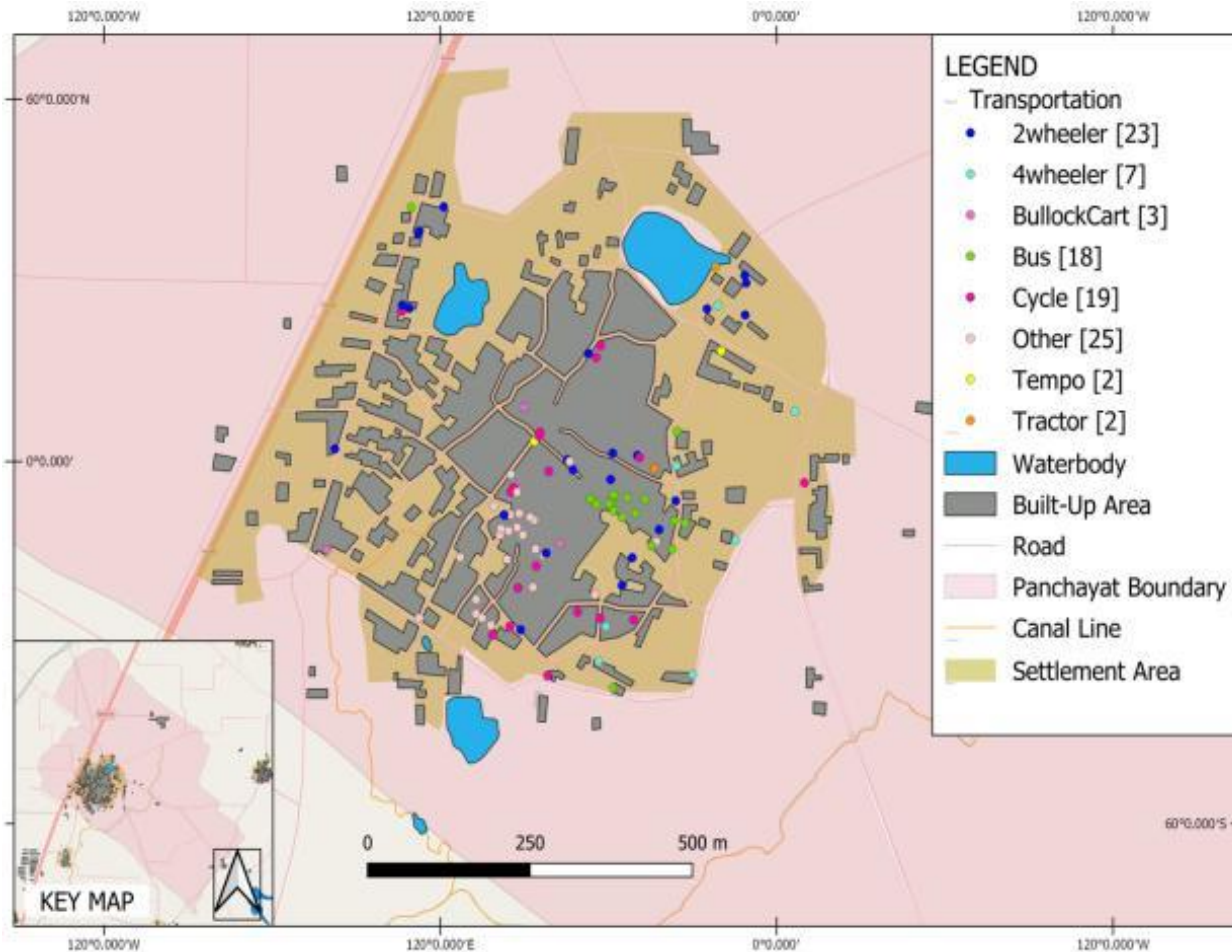 120°0.000'W 120°0.000'E 0°0.000' 120°0.000'W
60°0.000'N
0°0.000'
60°0.000'S
LEGEND
Transportation
2wheeler [23]
4wheeler [7]
BullockCart [3]
Bus [18]
Cycle [19]
Other [25]
Tempo [2]
Tractor [2]
Waterbody
Built-Up Area
Road
Panchayat Boundary
Canal Line
Settlement Area
0 250 500 m
KEY MAP
120°0.000'W 120°0.000'E 0°0.000' 120°0.000'W